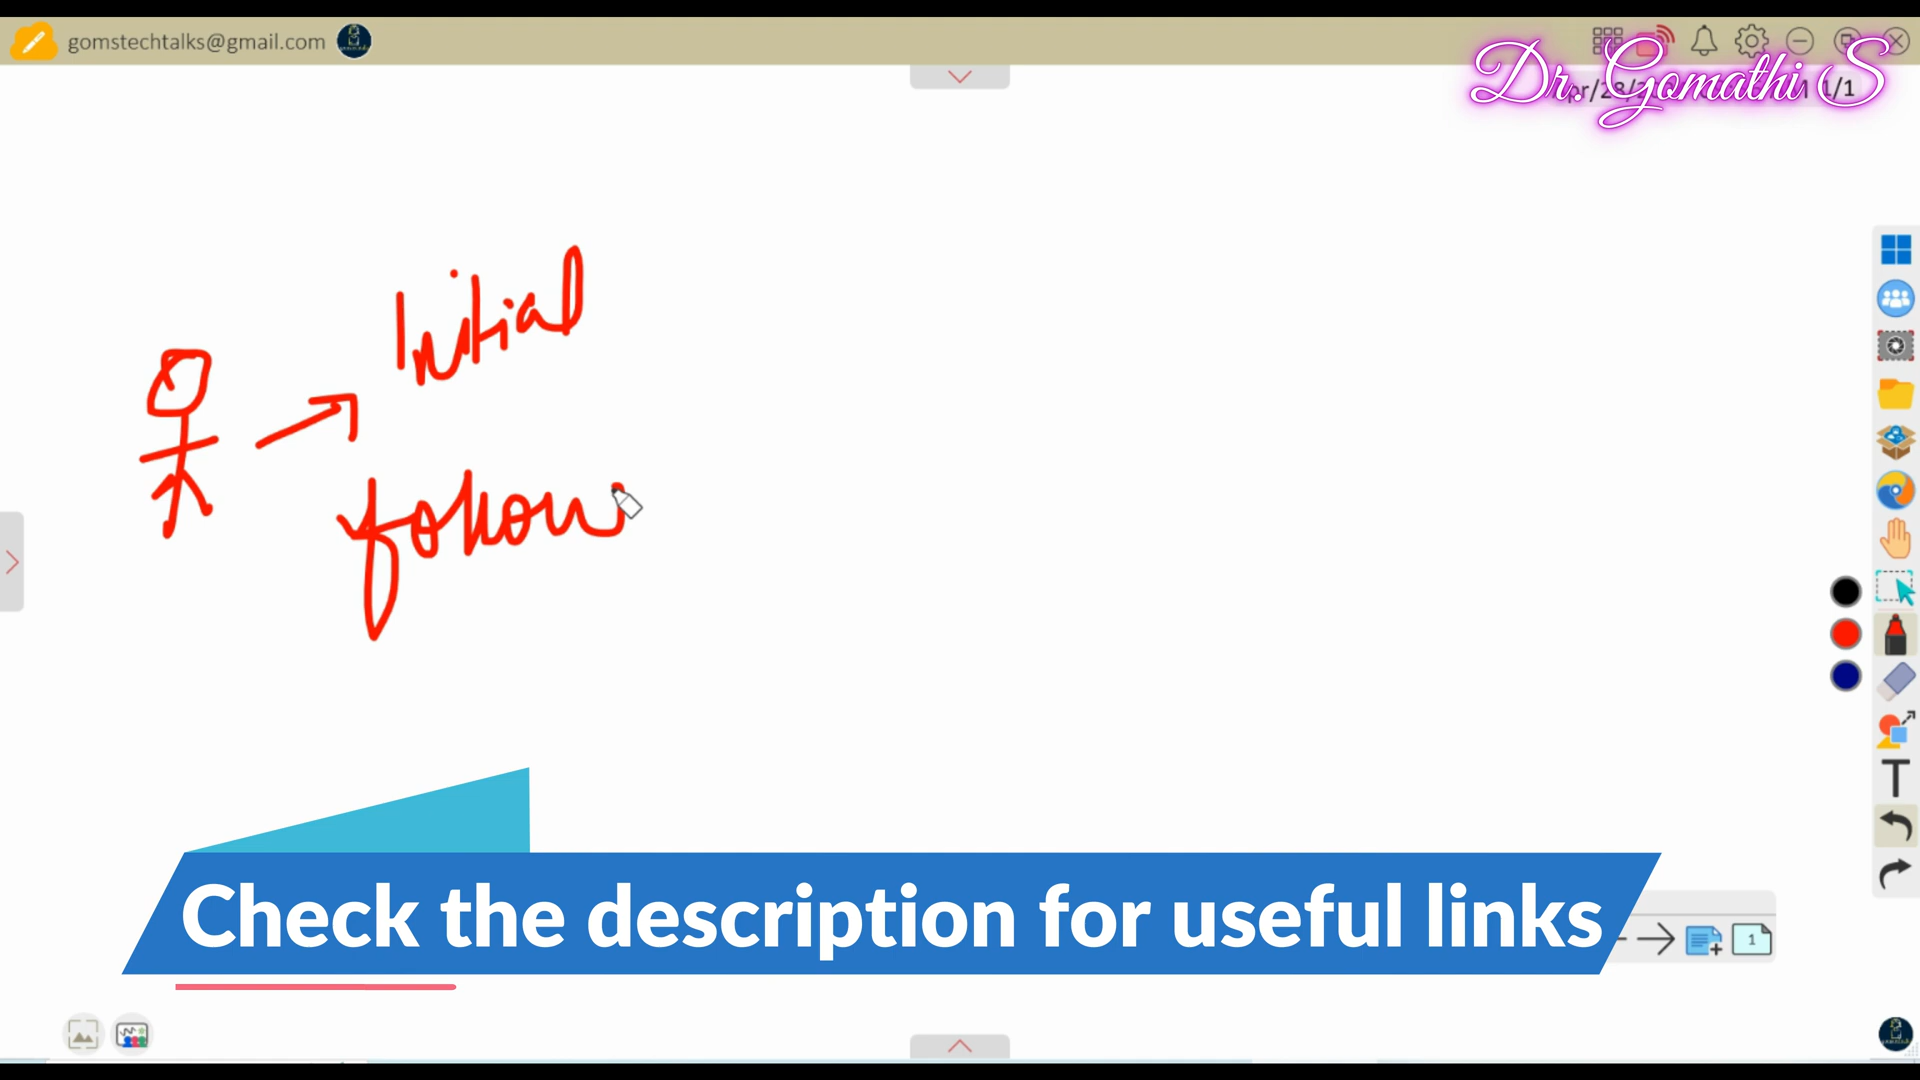 gomstechtalks@gmail.com
Dr. Gomathi S
1/1
Initial
follow
Check the description for useful links
T
1